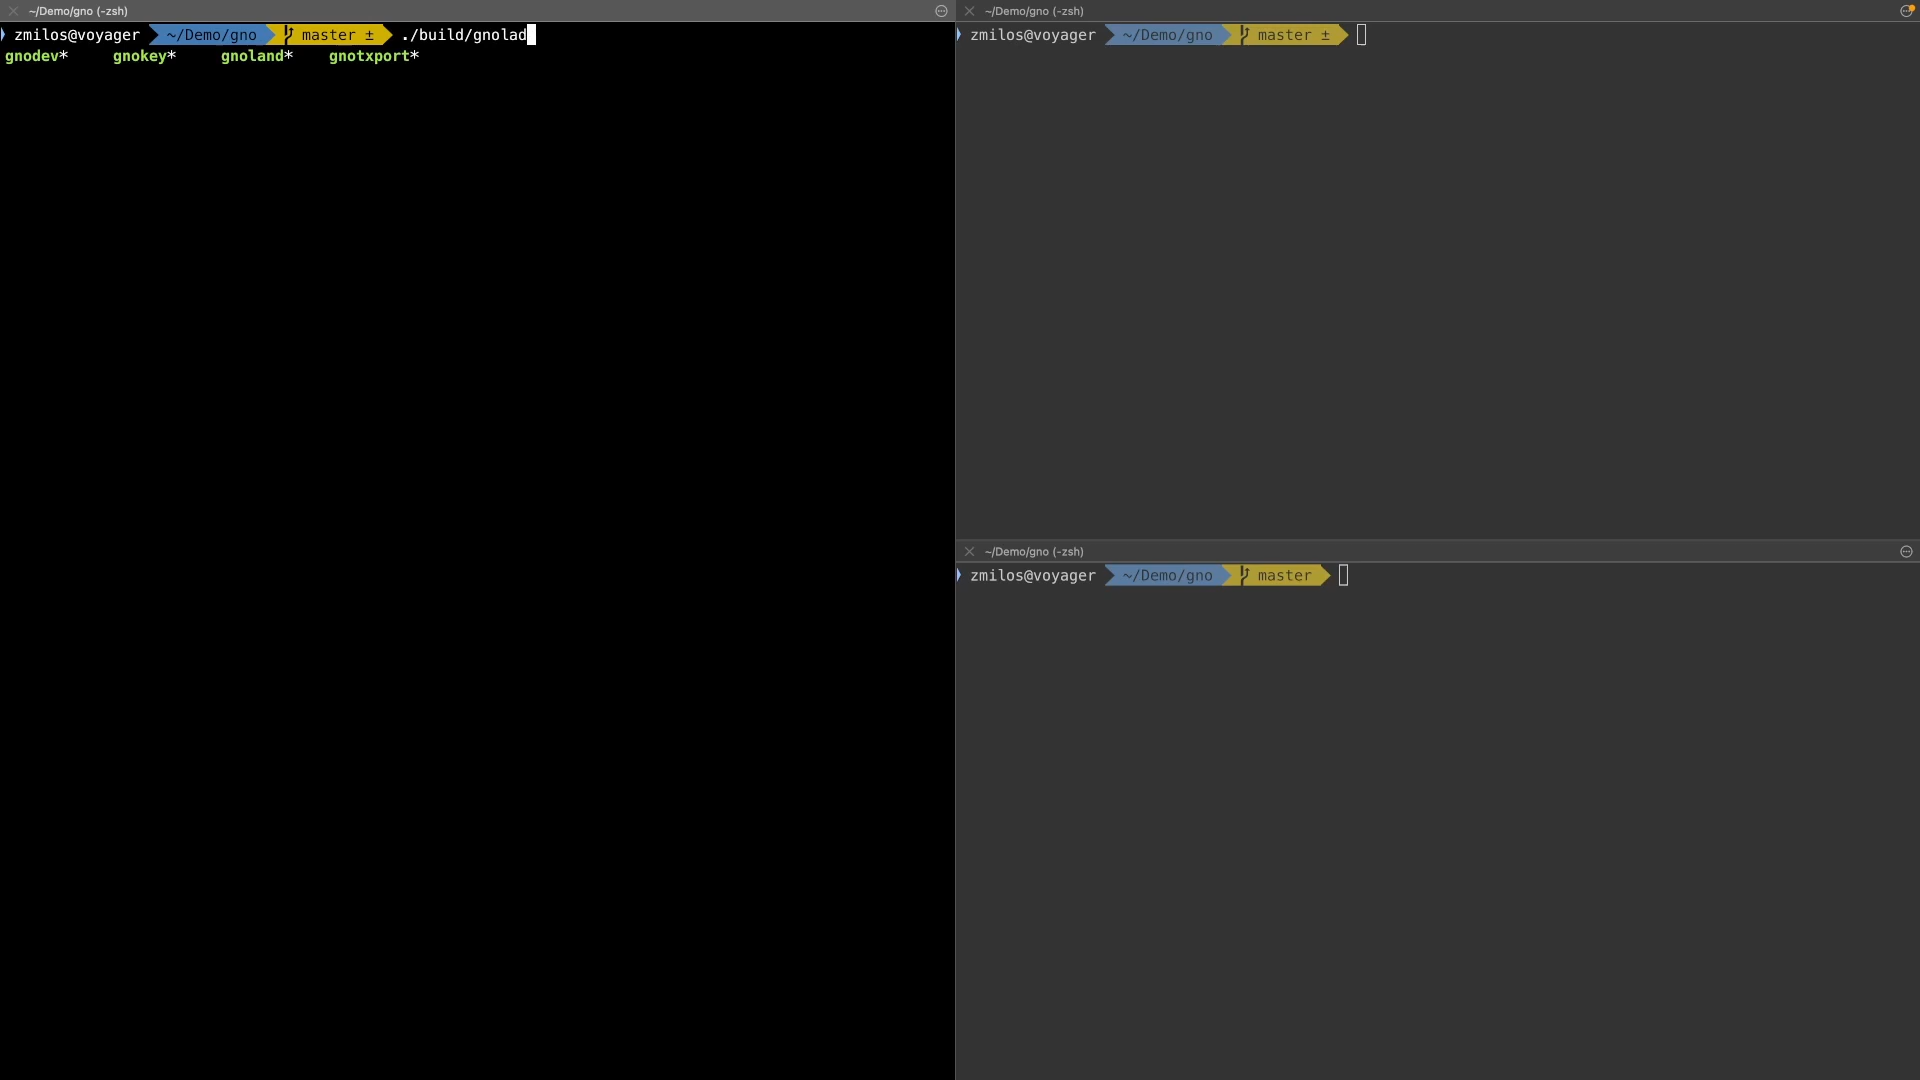 ~/Demo/gno (-zsh)
zmilos@voyager ~/Demo/gno master ± ./build/gnolad
gnodev* gnokey* gnoland* gnotxport*
~/Demo/gno (-zsh)
zmilos@voyager ~/Demo/gno master ±
~/Demo/gno (-zsh)
zmilos@voyager ~/Demo/gno master